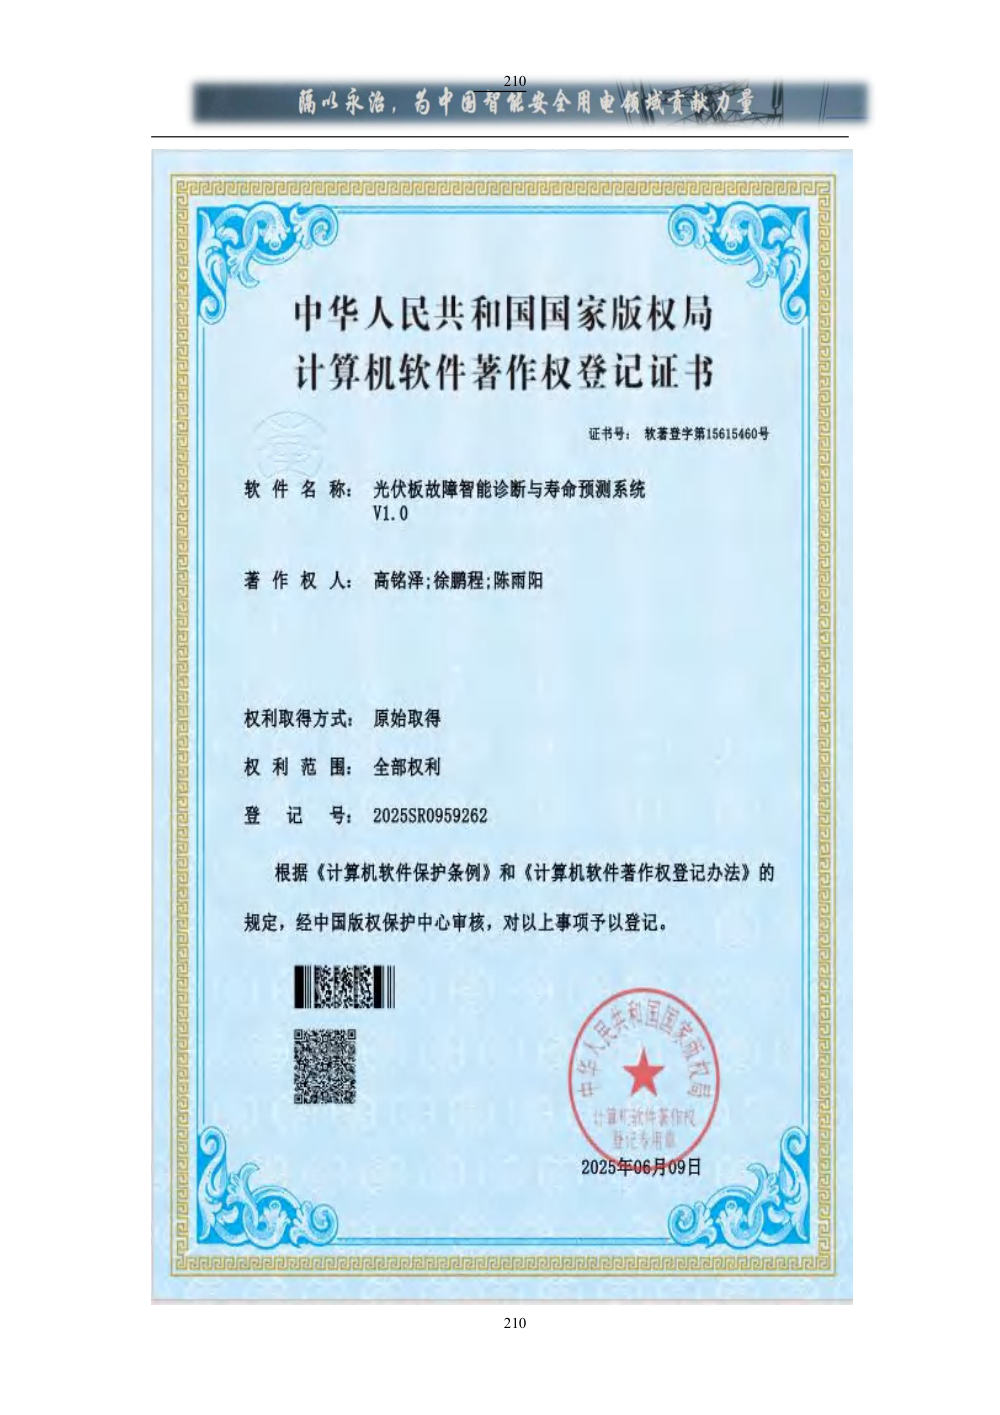 210
隔以永治，为中国智能安全用电领域贡献力量
中华人民共和国国家版权局
计算机软件著作权登记证书
证书号： 软著登字第15615460号
软件名称： 光伏板故障智能诊断与寿命预测系统
V1.0
著作权人： 高铭泽;徐鹏程;陈雨阳
权利取得方式： 原始取得
权利范围： 全部权利
登记号： 2025SR0959262
根据《计算机软件保护条例》和《计算机软件著作权登记办法》的
规定，经中国版权保护中心审核，对以上事项予以登记。
中华人民共和国国家版权局
计算机软件著作权
登记专用章
2025年06月09日
210